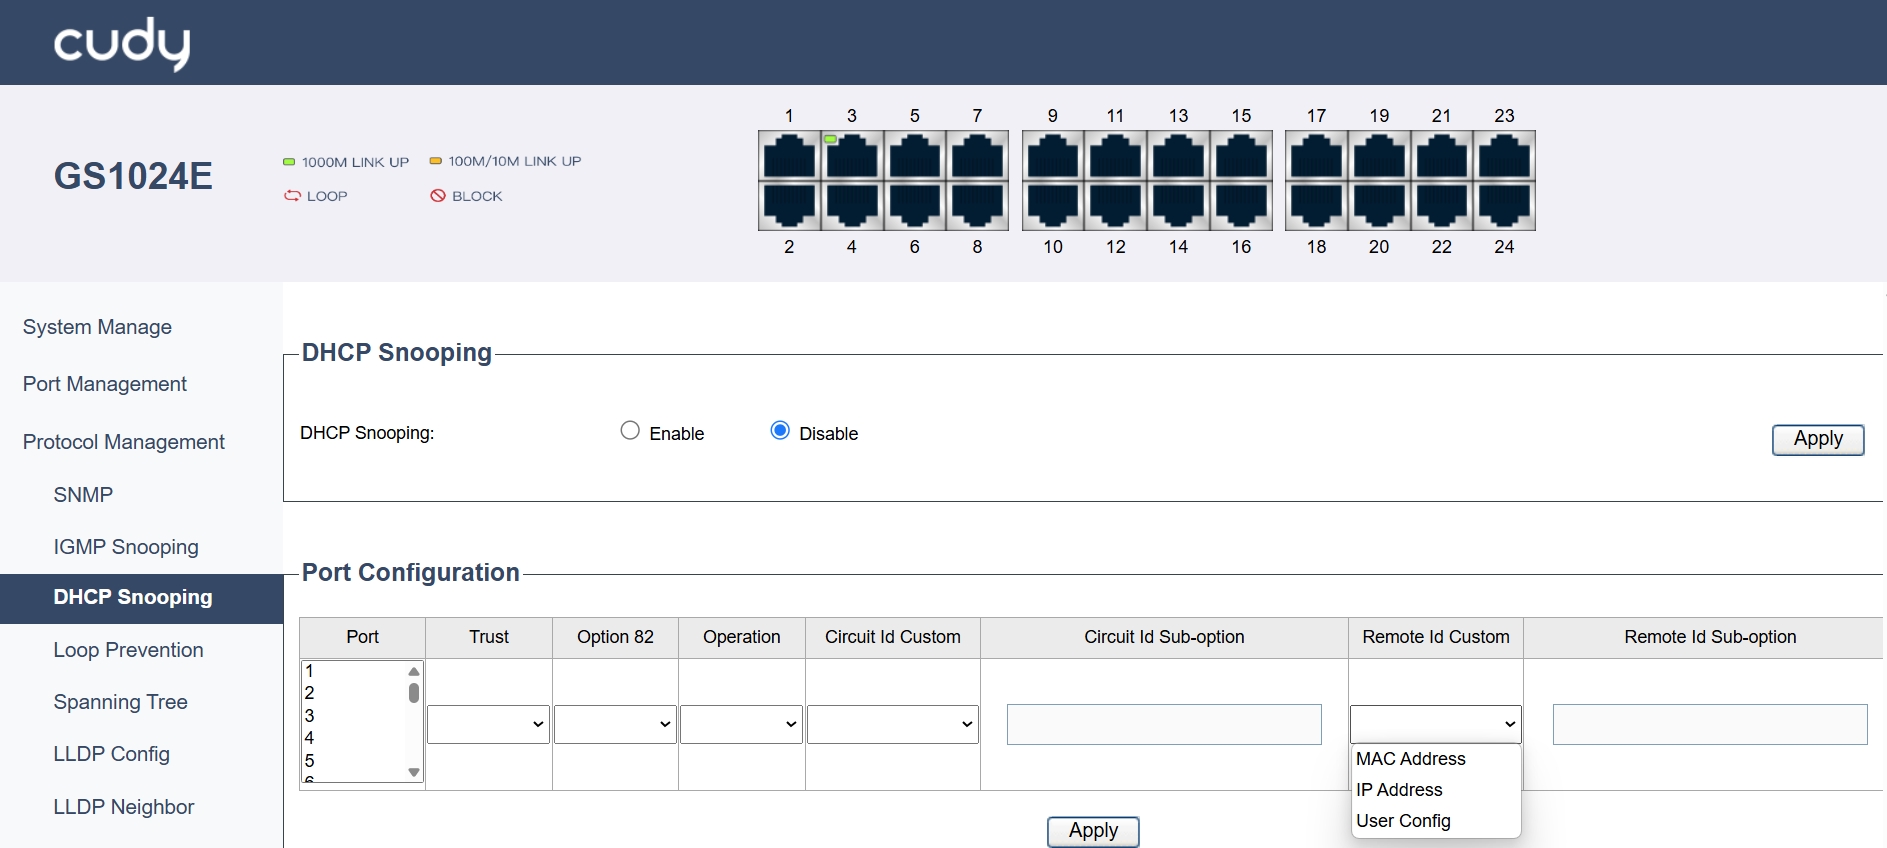 cudy
GS1024E
1000M LINK UP 100M/10M LINK UP
LOOP BLOCK
1 3 5 7 9 11 13 15 17 19 21 23
2 4 6 8 10 12 14 16 18 20 22 24
System Manage
Port Management
Protocol Management
SNMP
IGMP Snooping
DHCP Snooping
Loop Prevention
Spanning Tree
LLDP Config
LLDP Neighbor
DHCP Snooping
DHCP Snooping: Enable Disable
Apply
Port Configuration
Port Trust Option 82 Operation Circuit Id Custom Circuit Id Sub-option Remote Id Custom Remote Id Sub-option
1
2
3
4
5
6
MAC Address
IP Address
User Config
Apply